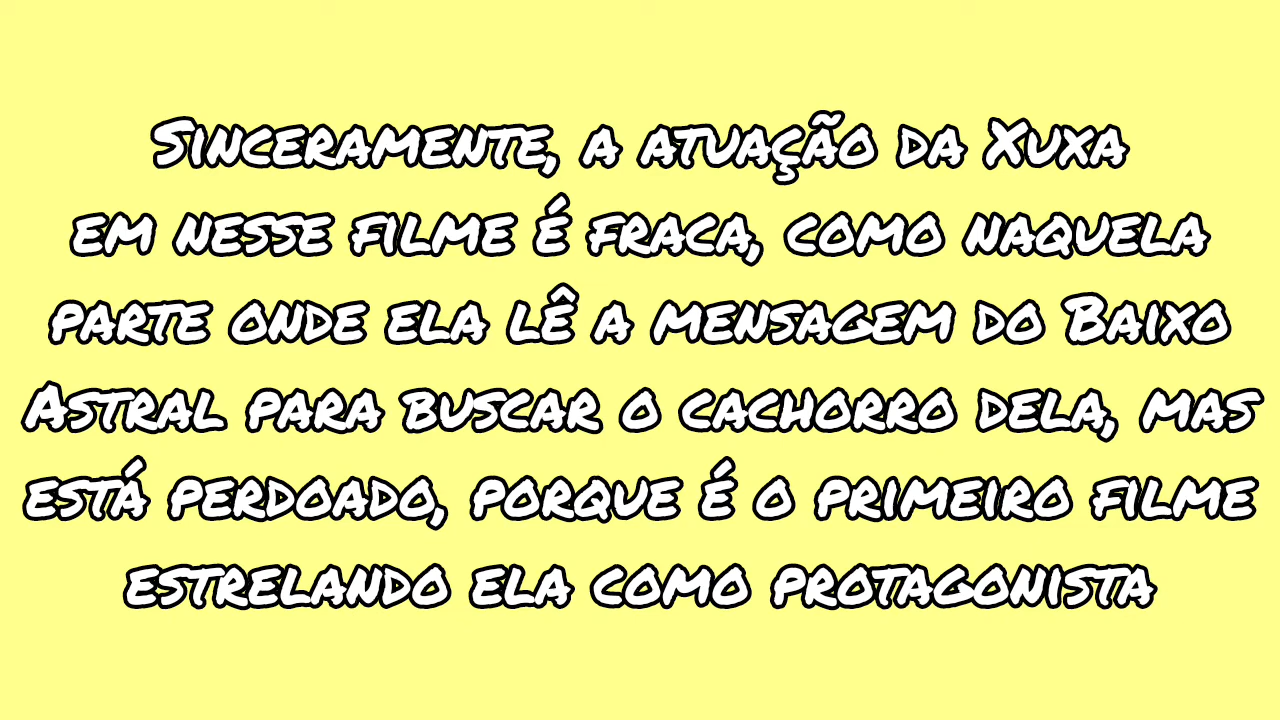 Sinceramente, a atuação da Xuxa
em nesse filme é fraca, como naquela
parte onde ela lê a mensagem do Baixo
Astral para buscar o cachorro dela, mas
está perdoado, porque é o primeiro filme
estrelando ela como protagonista